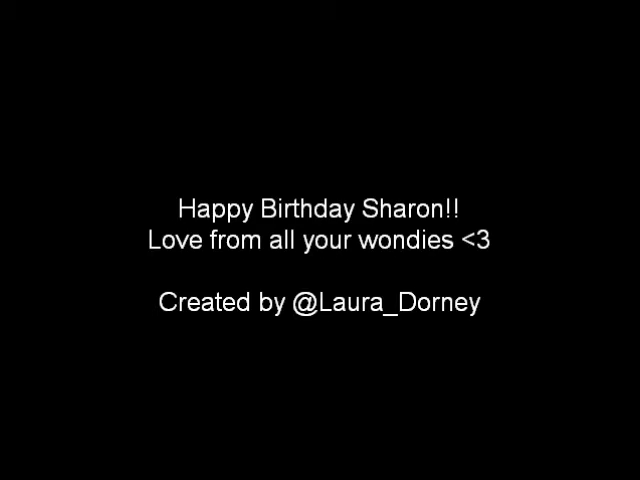 Happy Birthday Sharon!!
Love from all your wondies <3
Created by @Laura_Dorney